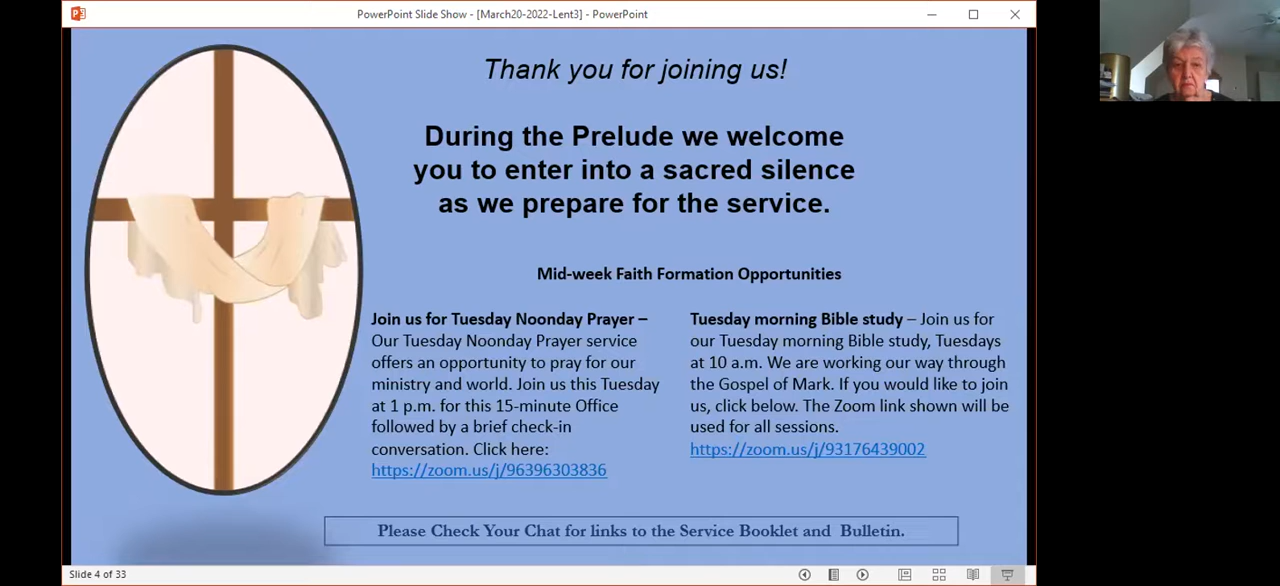 PowerPoint Slide Show - [March20-2022-Lent3] - PowerPoint
Thank you for joining us!
During the Prelude we welcome
you to enter into a sacred silence
as we prepare for the service.
Mid-week Faith Formation Opportunities
Join us for Tuesday Noonday Prayer –
Our Tuesday Noonday Prayer service
offers an opportunity to pray for our
ministry and world. Join us this Tuesday
at 1 p.m. for this 15-minute Office
followed by a brief check-in
conversation. Click here:
https://zoom.us/j/96396303836
Tuesday morning Bible study – Join us for
our Tuesday morning Bible study, Tuesdays
at 10 a.m. We are working our way through
the Gospel of Mark. If you would like to join
us, click below. The Zoom link shown will be
used for all sessions.
https://zoom.us/j/93176439002
Please Check Your Chat for links to the Service Booklet and Bulletin.
Slide 4 of 33